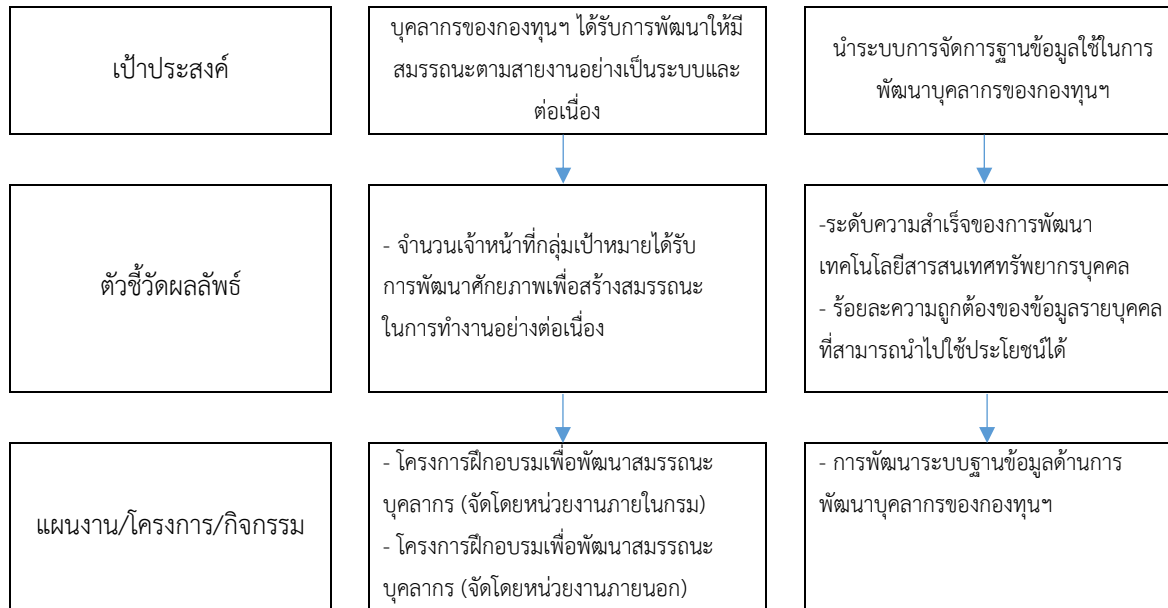 เป้าประสงค์
บุคลากรของกองทุนฯ ได้รับการพัฒนาให้มี
สมรรถนะตามสายงานอย่างเป็นระบบและ
ต่อเนื่อง
นำระบบการจัดการฐานข้อมูลใช้ในการ
พัฒนาบุคลากรของกองทุนฯ
ตัวชี้วัดผลลัพธ์
- จำนวนเจ้าหน้าที่กลุ่มเป้าหมายได้รับ
การพัฒนาศักยภาพเพื่อสร้างสมรรถนะ
ในการทำงานอย่างต่อเนื่อง
-ระดับความสำเร็จของการพัฒนา
เทคโนโลยีสารสนเทศทรัพยากรบุคคล
- ร้อยละความถูกต้องของข้อมูลรายบุคคล
ที่สามารถนำไปใช้ประโยชน์ได้
แผนงาน/โครงการ/กิจกรรม
- โครงการฝึกอบรมเพื่อพัฒนาสมรรถนะ
บุคลากร (จัดโดยหน่วยงานภายในกรม)
- โครงการฝึกอบรมเพื่อพัฒนาสมรรถนะ
บุคลากร (จัดโดยหน่วยงานภายนอก)
- การพัฒนาระบบฐานข้อมูลด้านการ
พัฒนาบุคลากรของกองทุนฯ